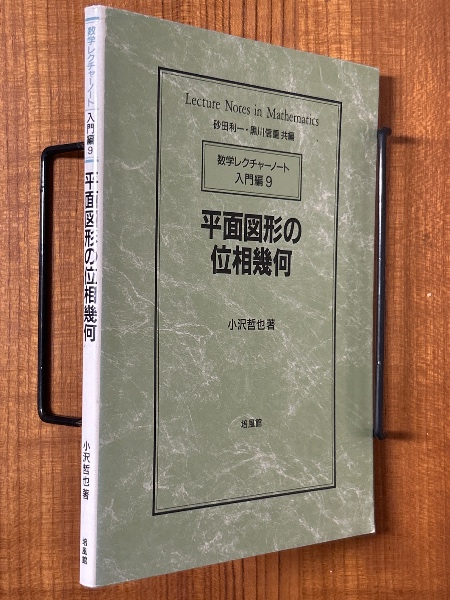 数学レクチャーノート 入門編 9
平面図形の位相幾何
小沢哲也 著
培風館
Lecture Notes in Mathematics
砂田利一・黒川信重 共編
数学レクチャーノート
入門編 9
平面図形の
位相幾何
小沢哲也 著
培風館